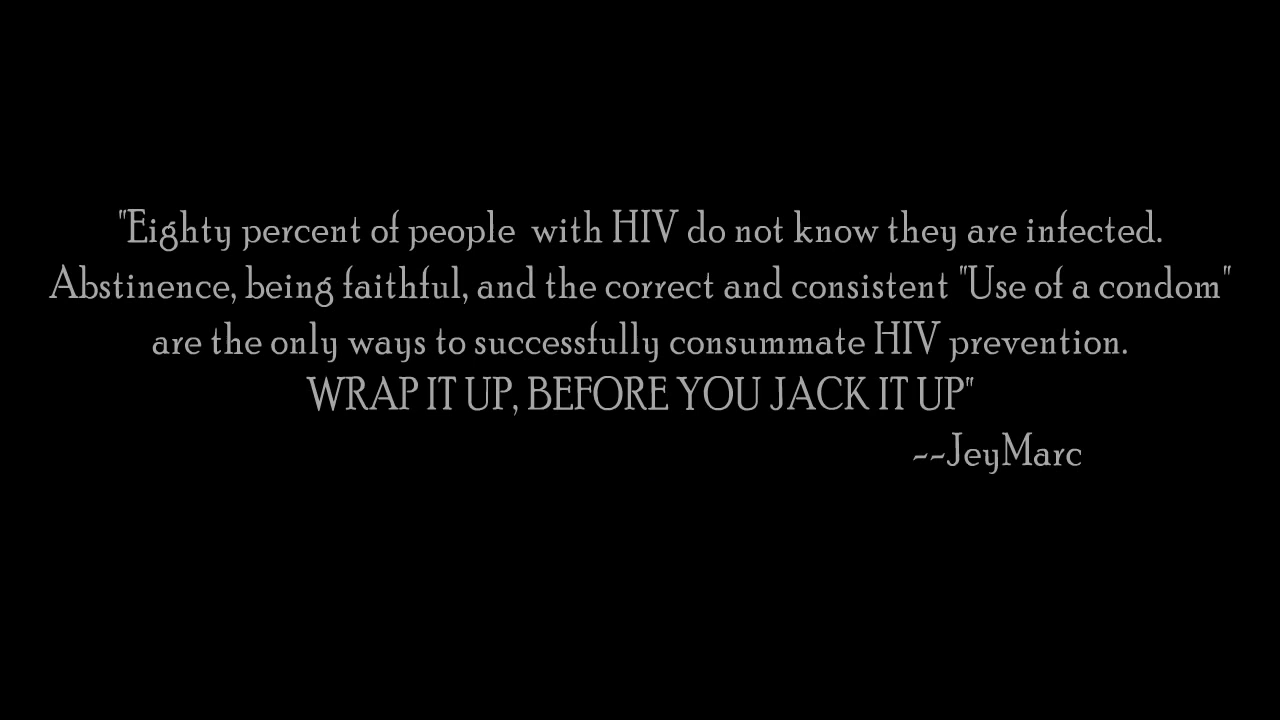 "Eighty percent of people  with HIV do not know they are infected.
Abstinence, being faithful, and the correct and consistent "Use of a condom"
are the only ways to successfully consummate HIV prevention.
WRAP IT UP, BEFORE YOU JACK IT UP"
--JeyMarc